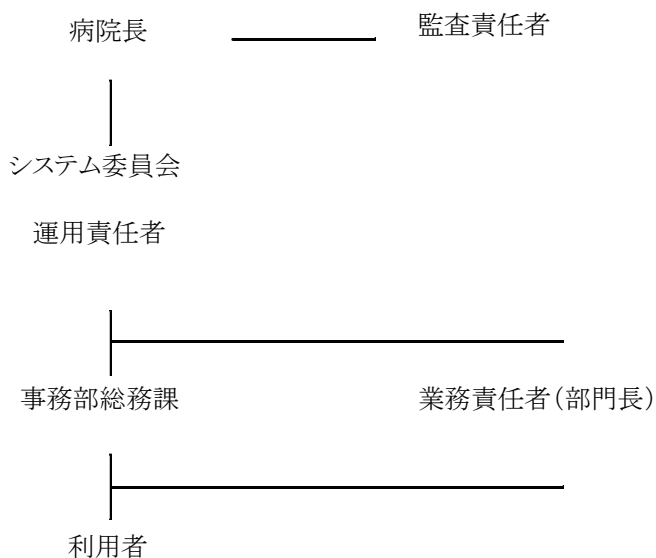 病院長
監査責任者
システム委員会
運用責任者
事務部総務課
業務責任者(部門長)
利用者